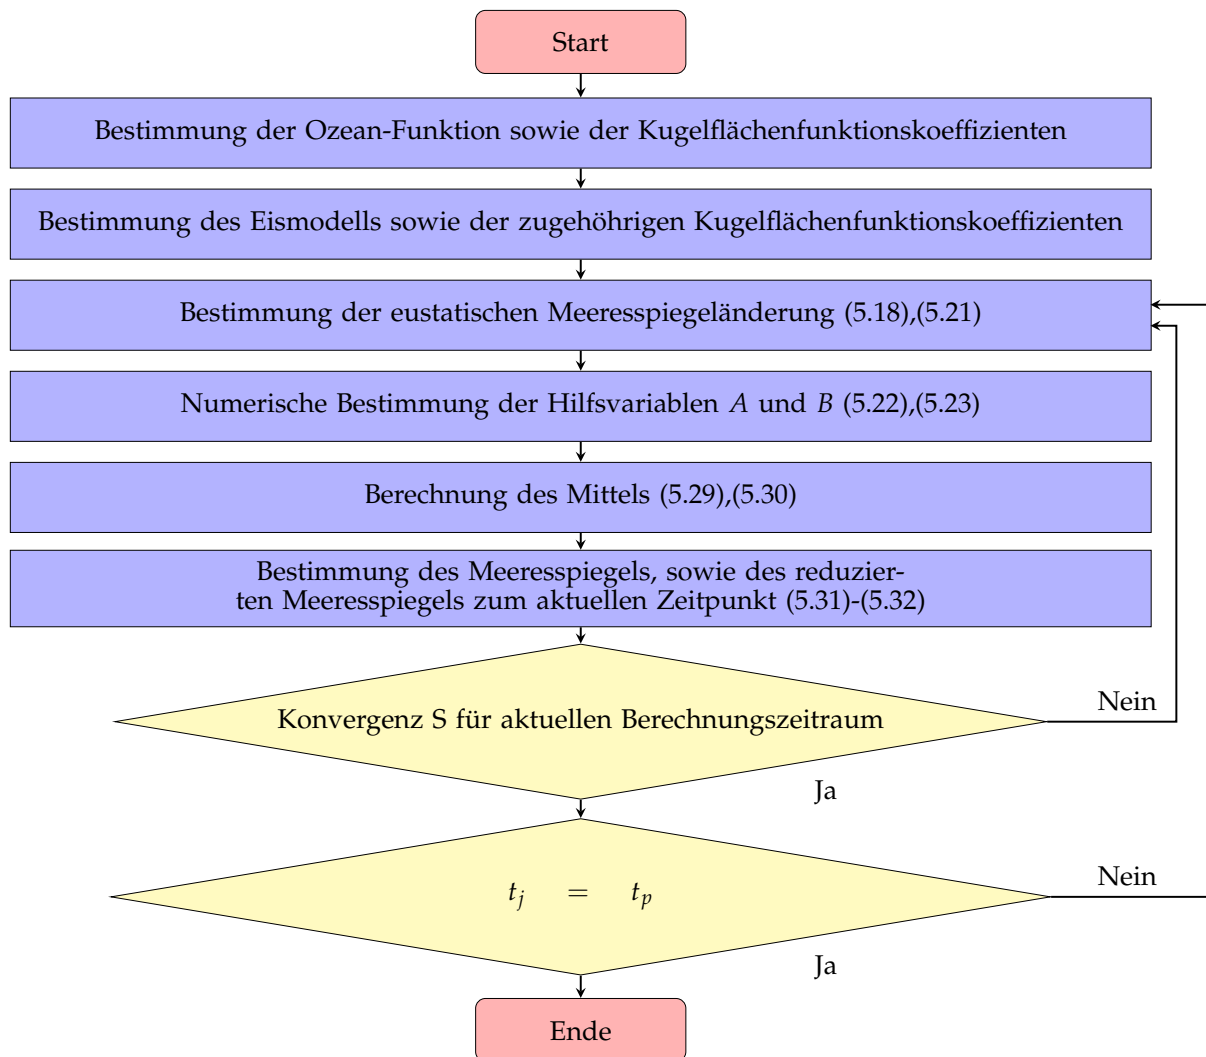 Start
Bestimmung der Ozean-Funktion sowie der Kugelflächenfunktionskoeffizienten
Bestimmung des Eismodells sowie der zugehöhrigen Kugelflächenfunktionskoeffizienten
Bestimmung der eustatischen Meeresspiegeländerung (5.18),(5.21)
Numerische Bestimmung der Hilfsvariablen A und B (5.22),(5.23)
Berechnung des Mittels (5.29),(5.30)
Bestimmung des Meeresspiegels, sowie des reduzier-
ten Meeresspiegels zum aktuellen Zeitpunkt (5.31)-(5.32)
Konvergenz S für aktuellen Berechnungszeitraum
Nein
Ja
t_j = t_p
Nein
Ja
Ende